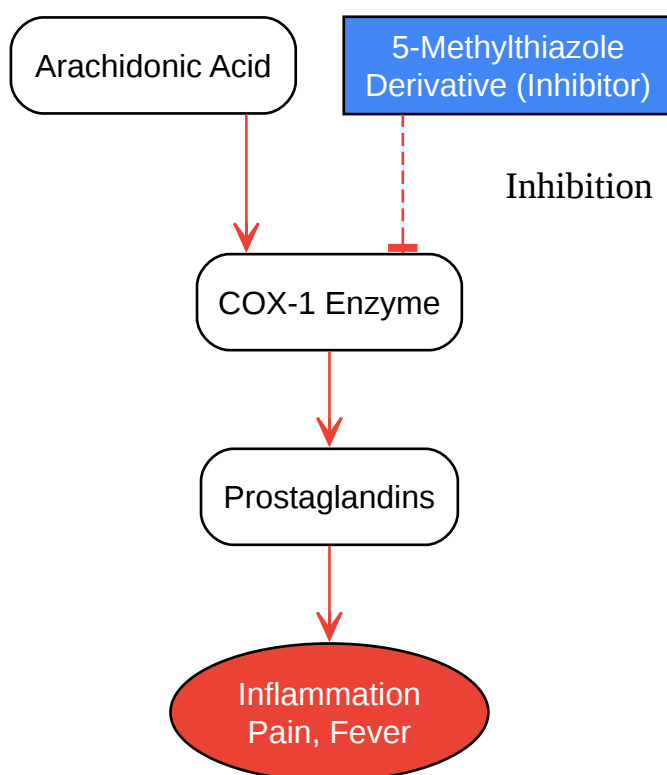 Arachidonic Acid
5-Methylthiazole
Derivative (Inhibitor)
Inhibition
COX-1 Enzyme
Prostaglandins
Inflammation
Pain, Fever